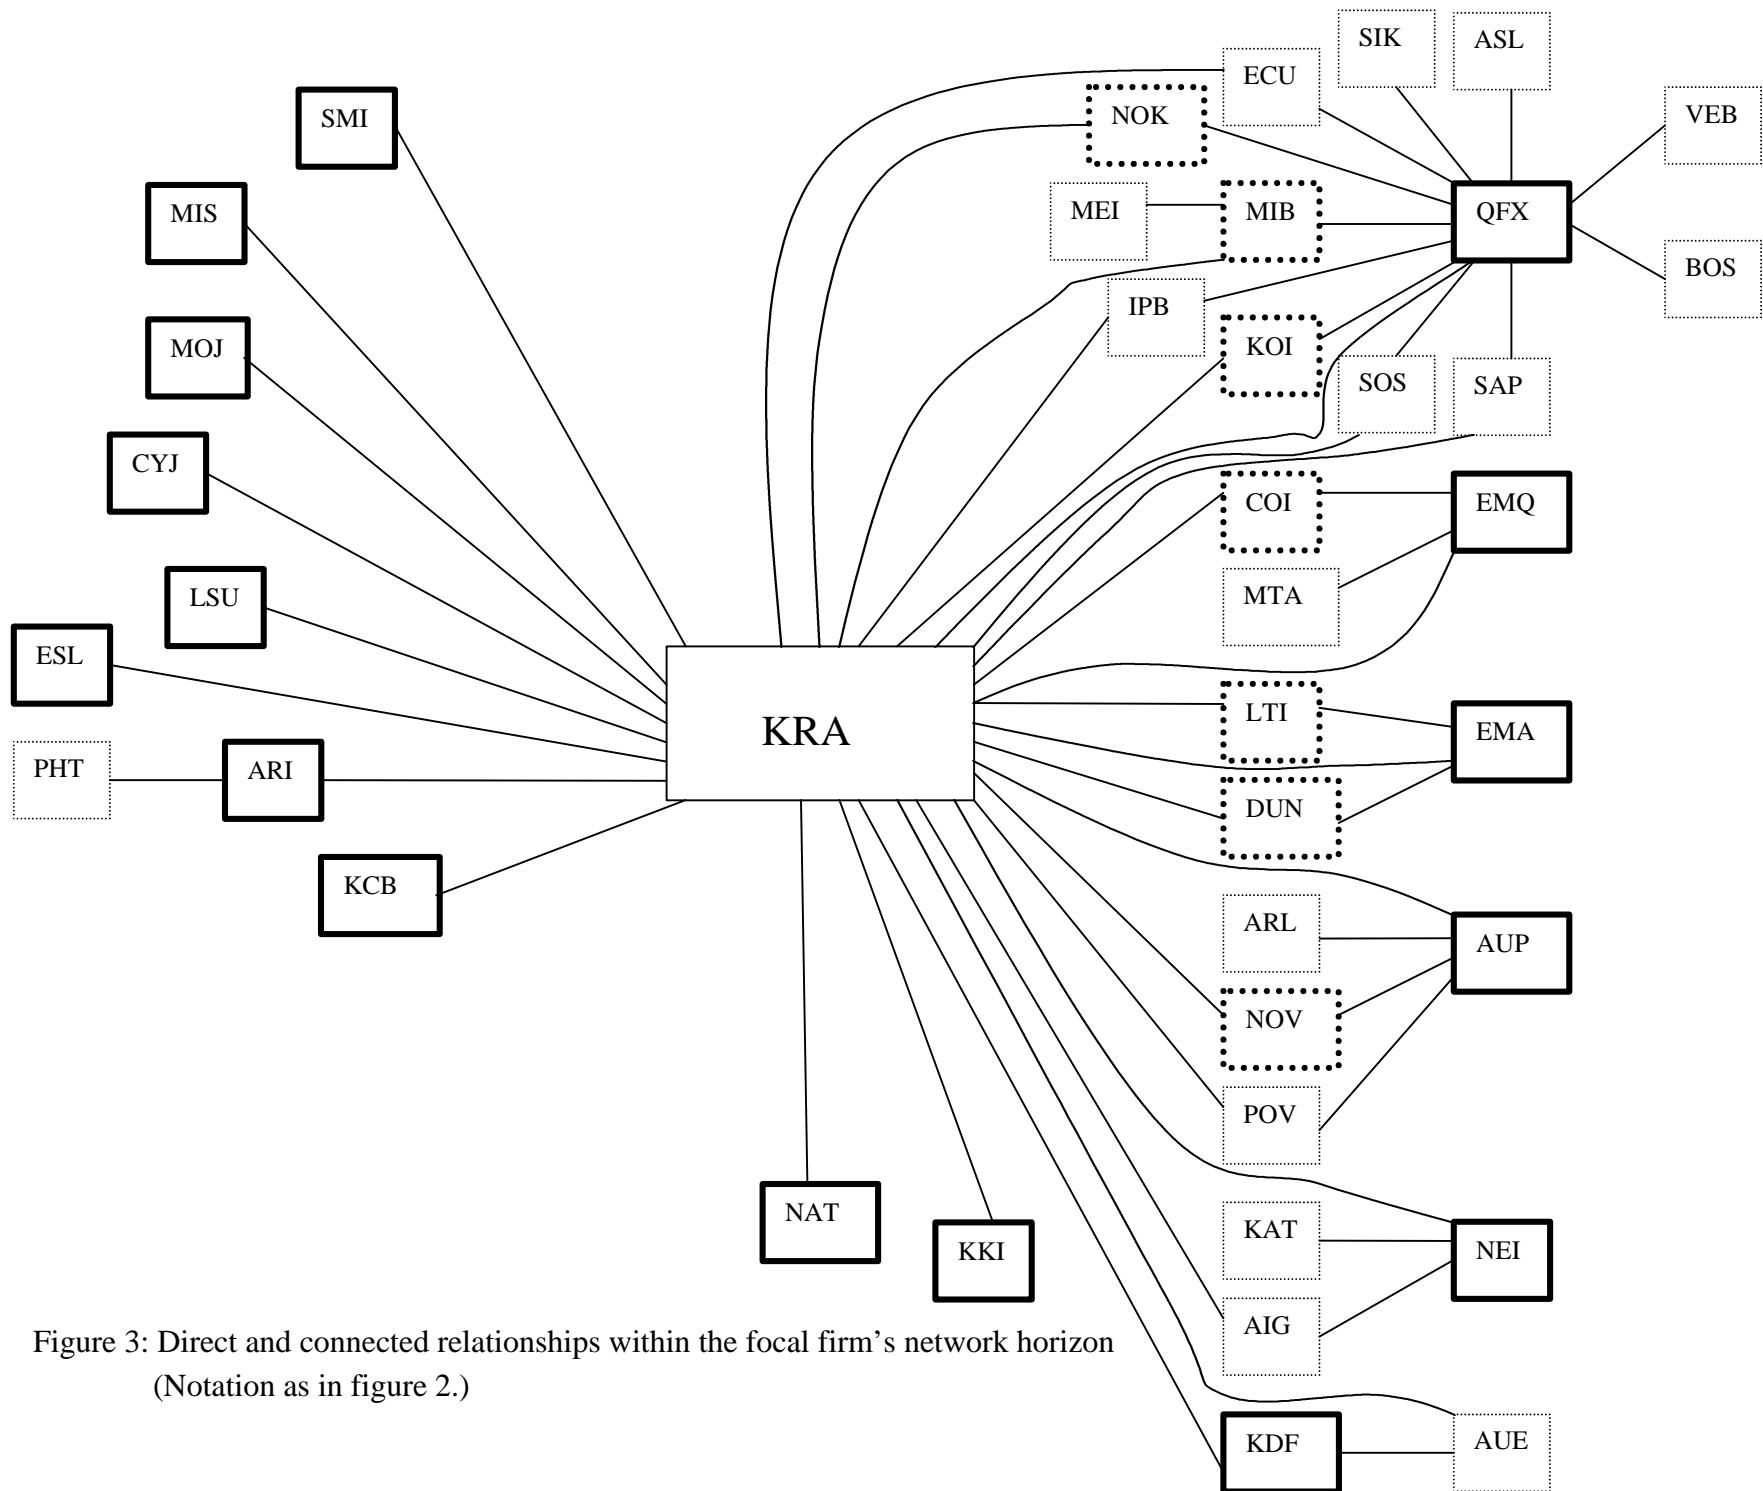 SIK
ASL
ECU
SMI
NOK
VEB
MIS
MEI
MIB
QFX
BOS
IPB
MOJ
KOI
SOS
SAP
CYJ
COI
EMQ
LSU
MTA
ESL
LTI
KRA
EMA
PHT
ARI
DUN
KCB
ARL
AUP
NOV
POV
NAT
KAT
KKI
NEI
AIG
Figure 3: Direct and connected relationships within the focal firm's network horizon
(Notation as in figure 2.)
KDF
AUE